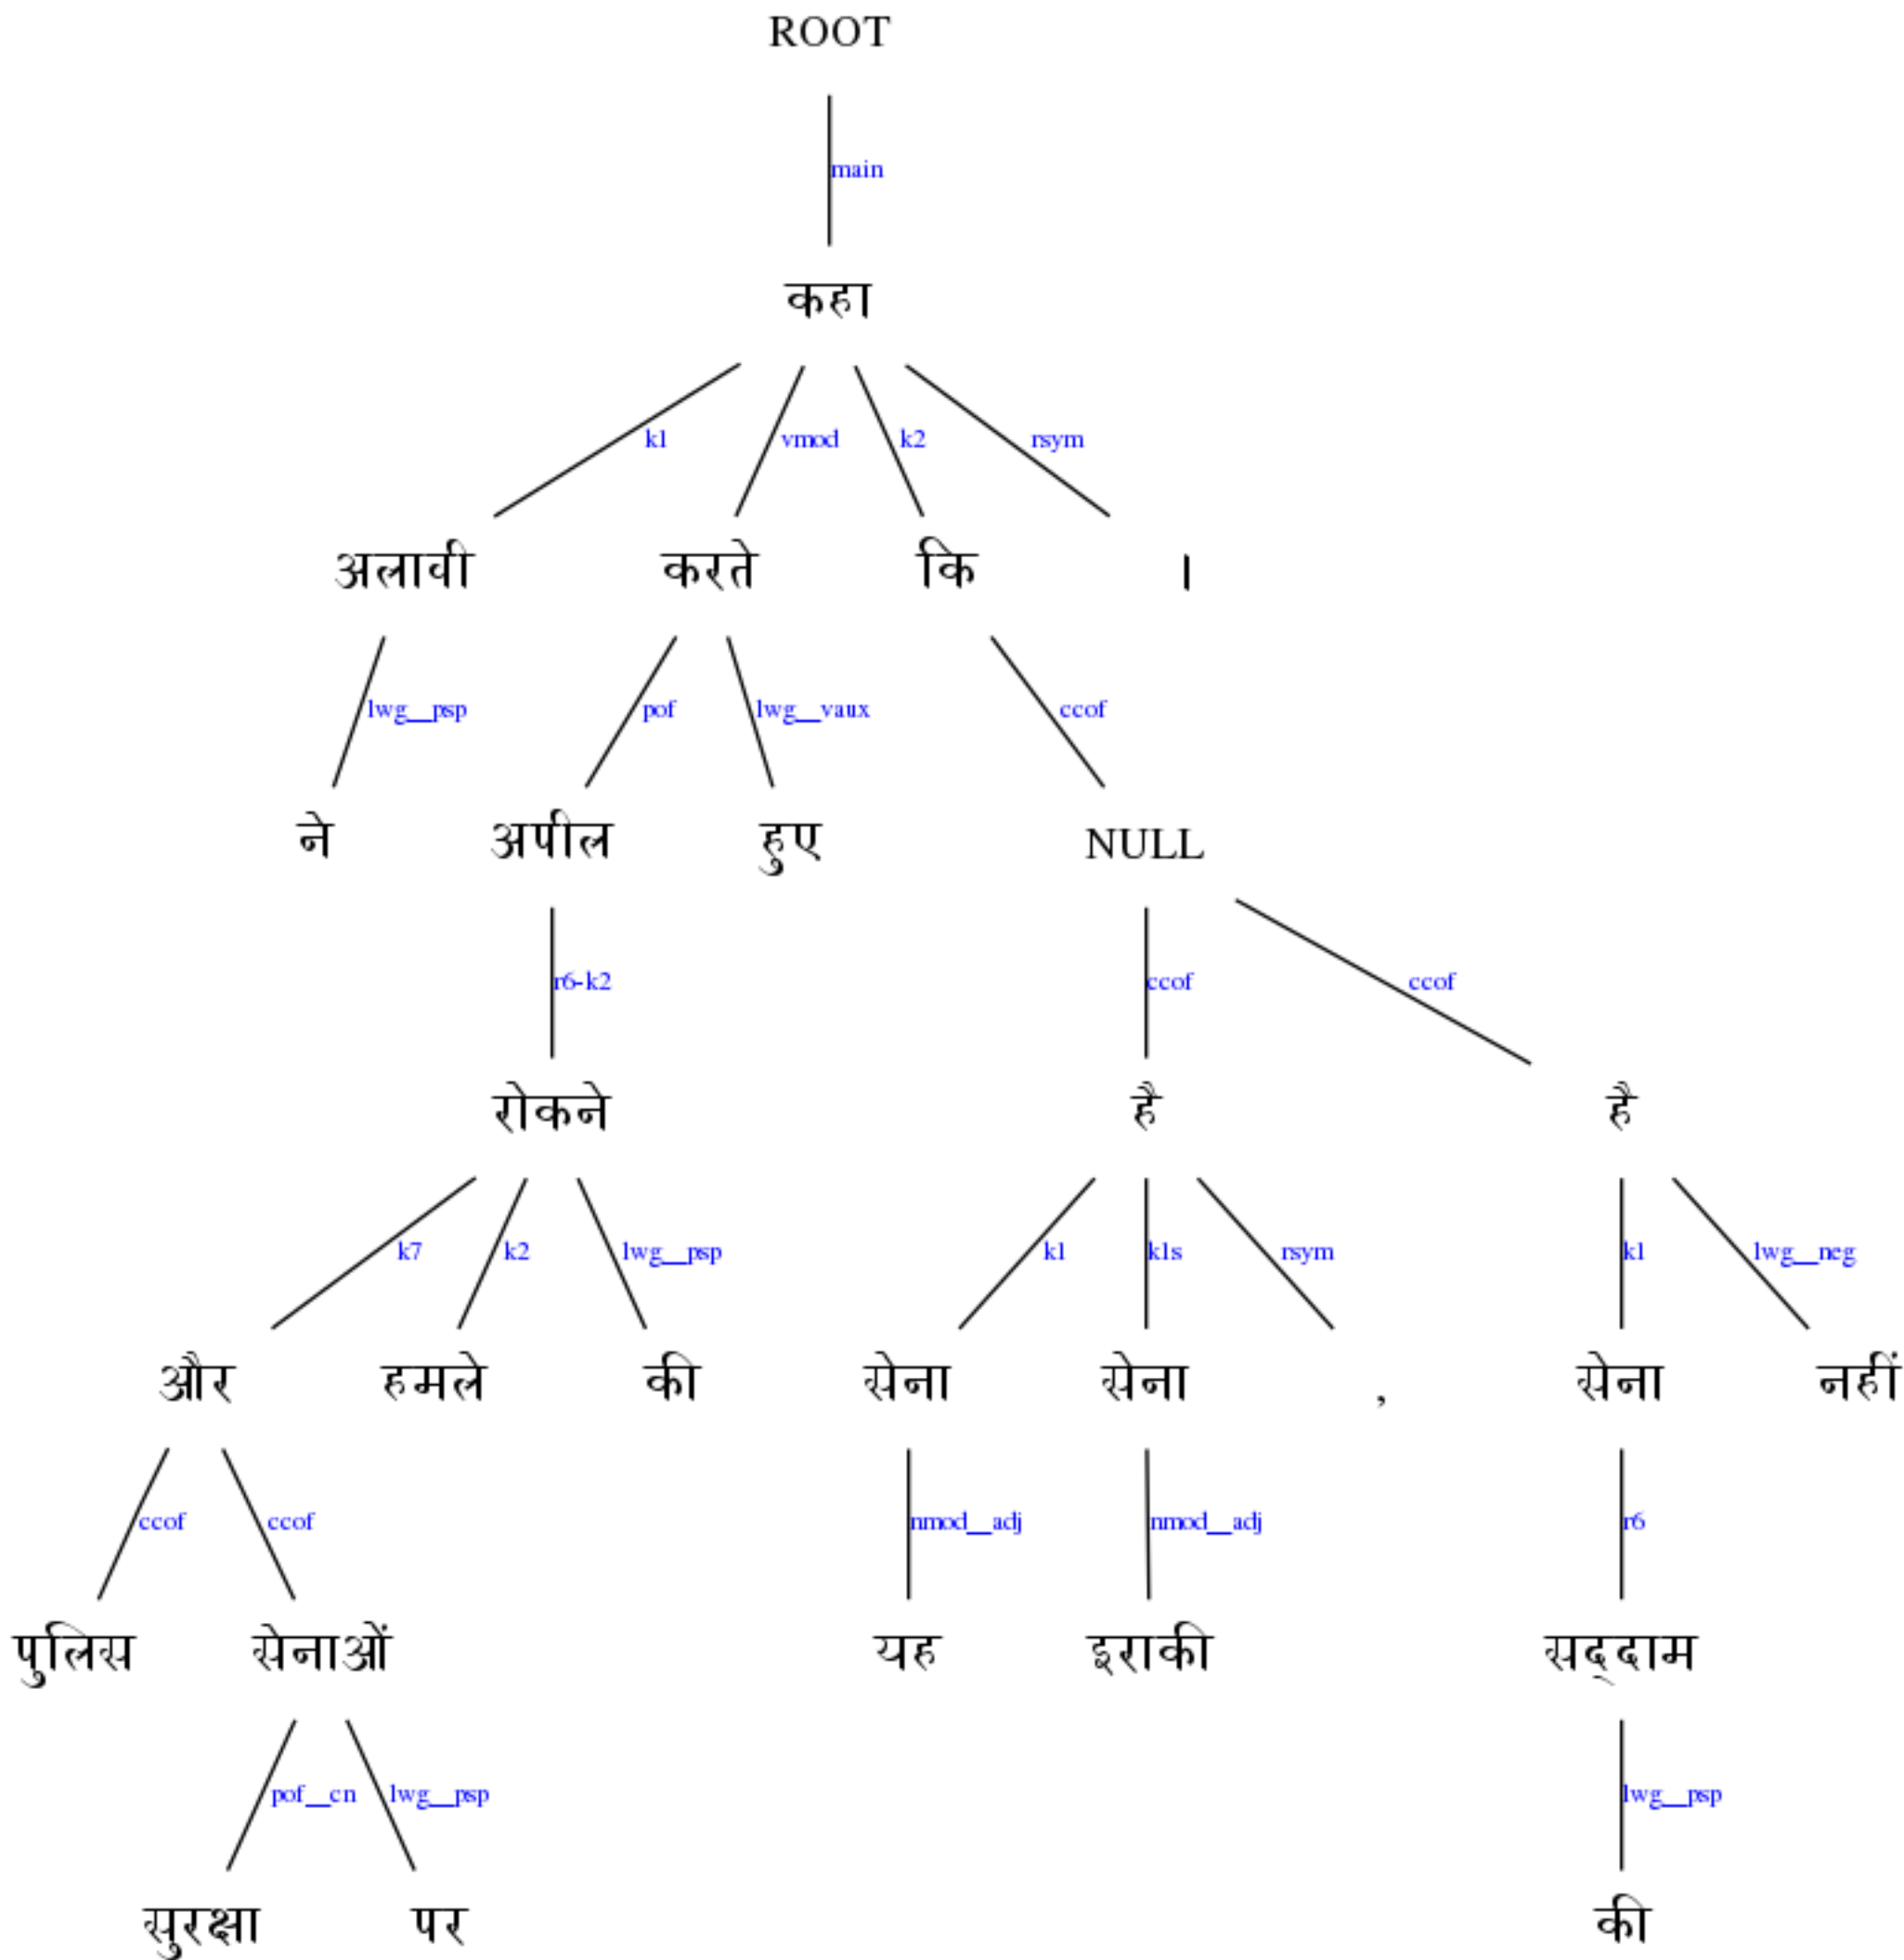 ROOT
main
कहा
k1 vmod k2 rsym
अलावी करते कि ।
lwg__psp pof lwg__vaux ccof
ने अपील हुए NULL
r6-k2 ccof ccof
रोकने है है
k7 k2 lwg__psp k1 k1s rsym k1 lwg__neg
और हमले की सेना सेना , सेना नहीं
ccof ccof nmod__adj nmod__adj r6
पुलिस सेनाओं यह इराकी सद्दाम
pof__cn lwg__psp lwg__psp
सुरक्षा पर की